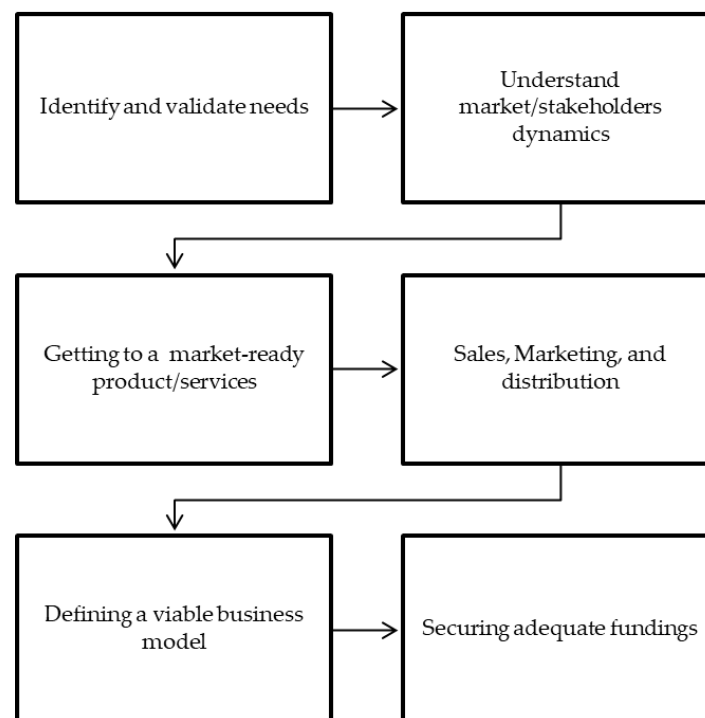 Identify and validate needs
Understand
market/stakeholders
dynamics
Getting to a market-ready
product/services
Sales, Marketing, and
distribution
Defining a viable business
model
Securing adequate fundings